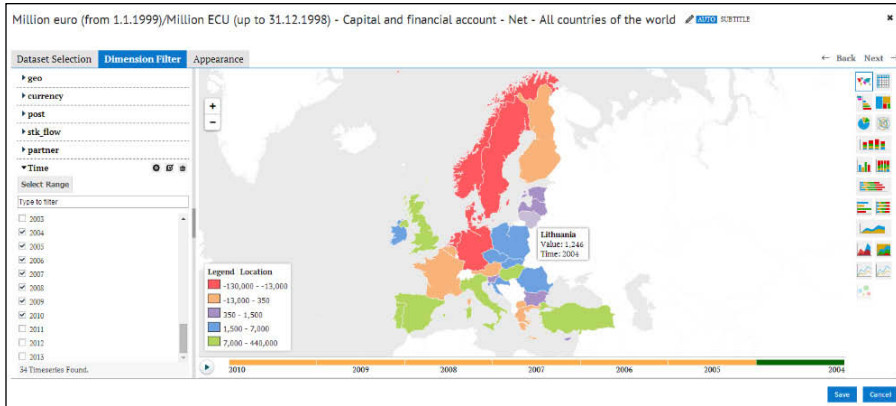 Million euro (from 1.1.1999)/Million ECU (up to 31.12.1998) - Capital and financial account - Net - All countries of the world AUTO SUBTITLE
Dataset Selection Dimension Filter Appearance ← Back Next →
geo
currency
post
stk_flow
partner
Time
Select Range
Type to filter
2003
2004
2005
2006
2007
2008
2009
2010
2011
2012
2013
34 Timeseries Found.
+
−
Lithuania
Value: 1,246
Time: 2004
Legend Location
-130,000 - -13,000
-13,000 - 350
350 - 1,500
1,500 - 7,000
7,000 - 440,000
2010 2009 2008 2007 2006 2005 2004
Save Cancel